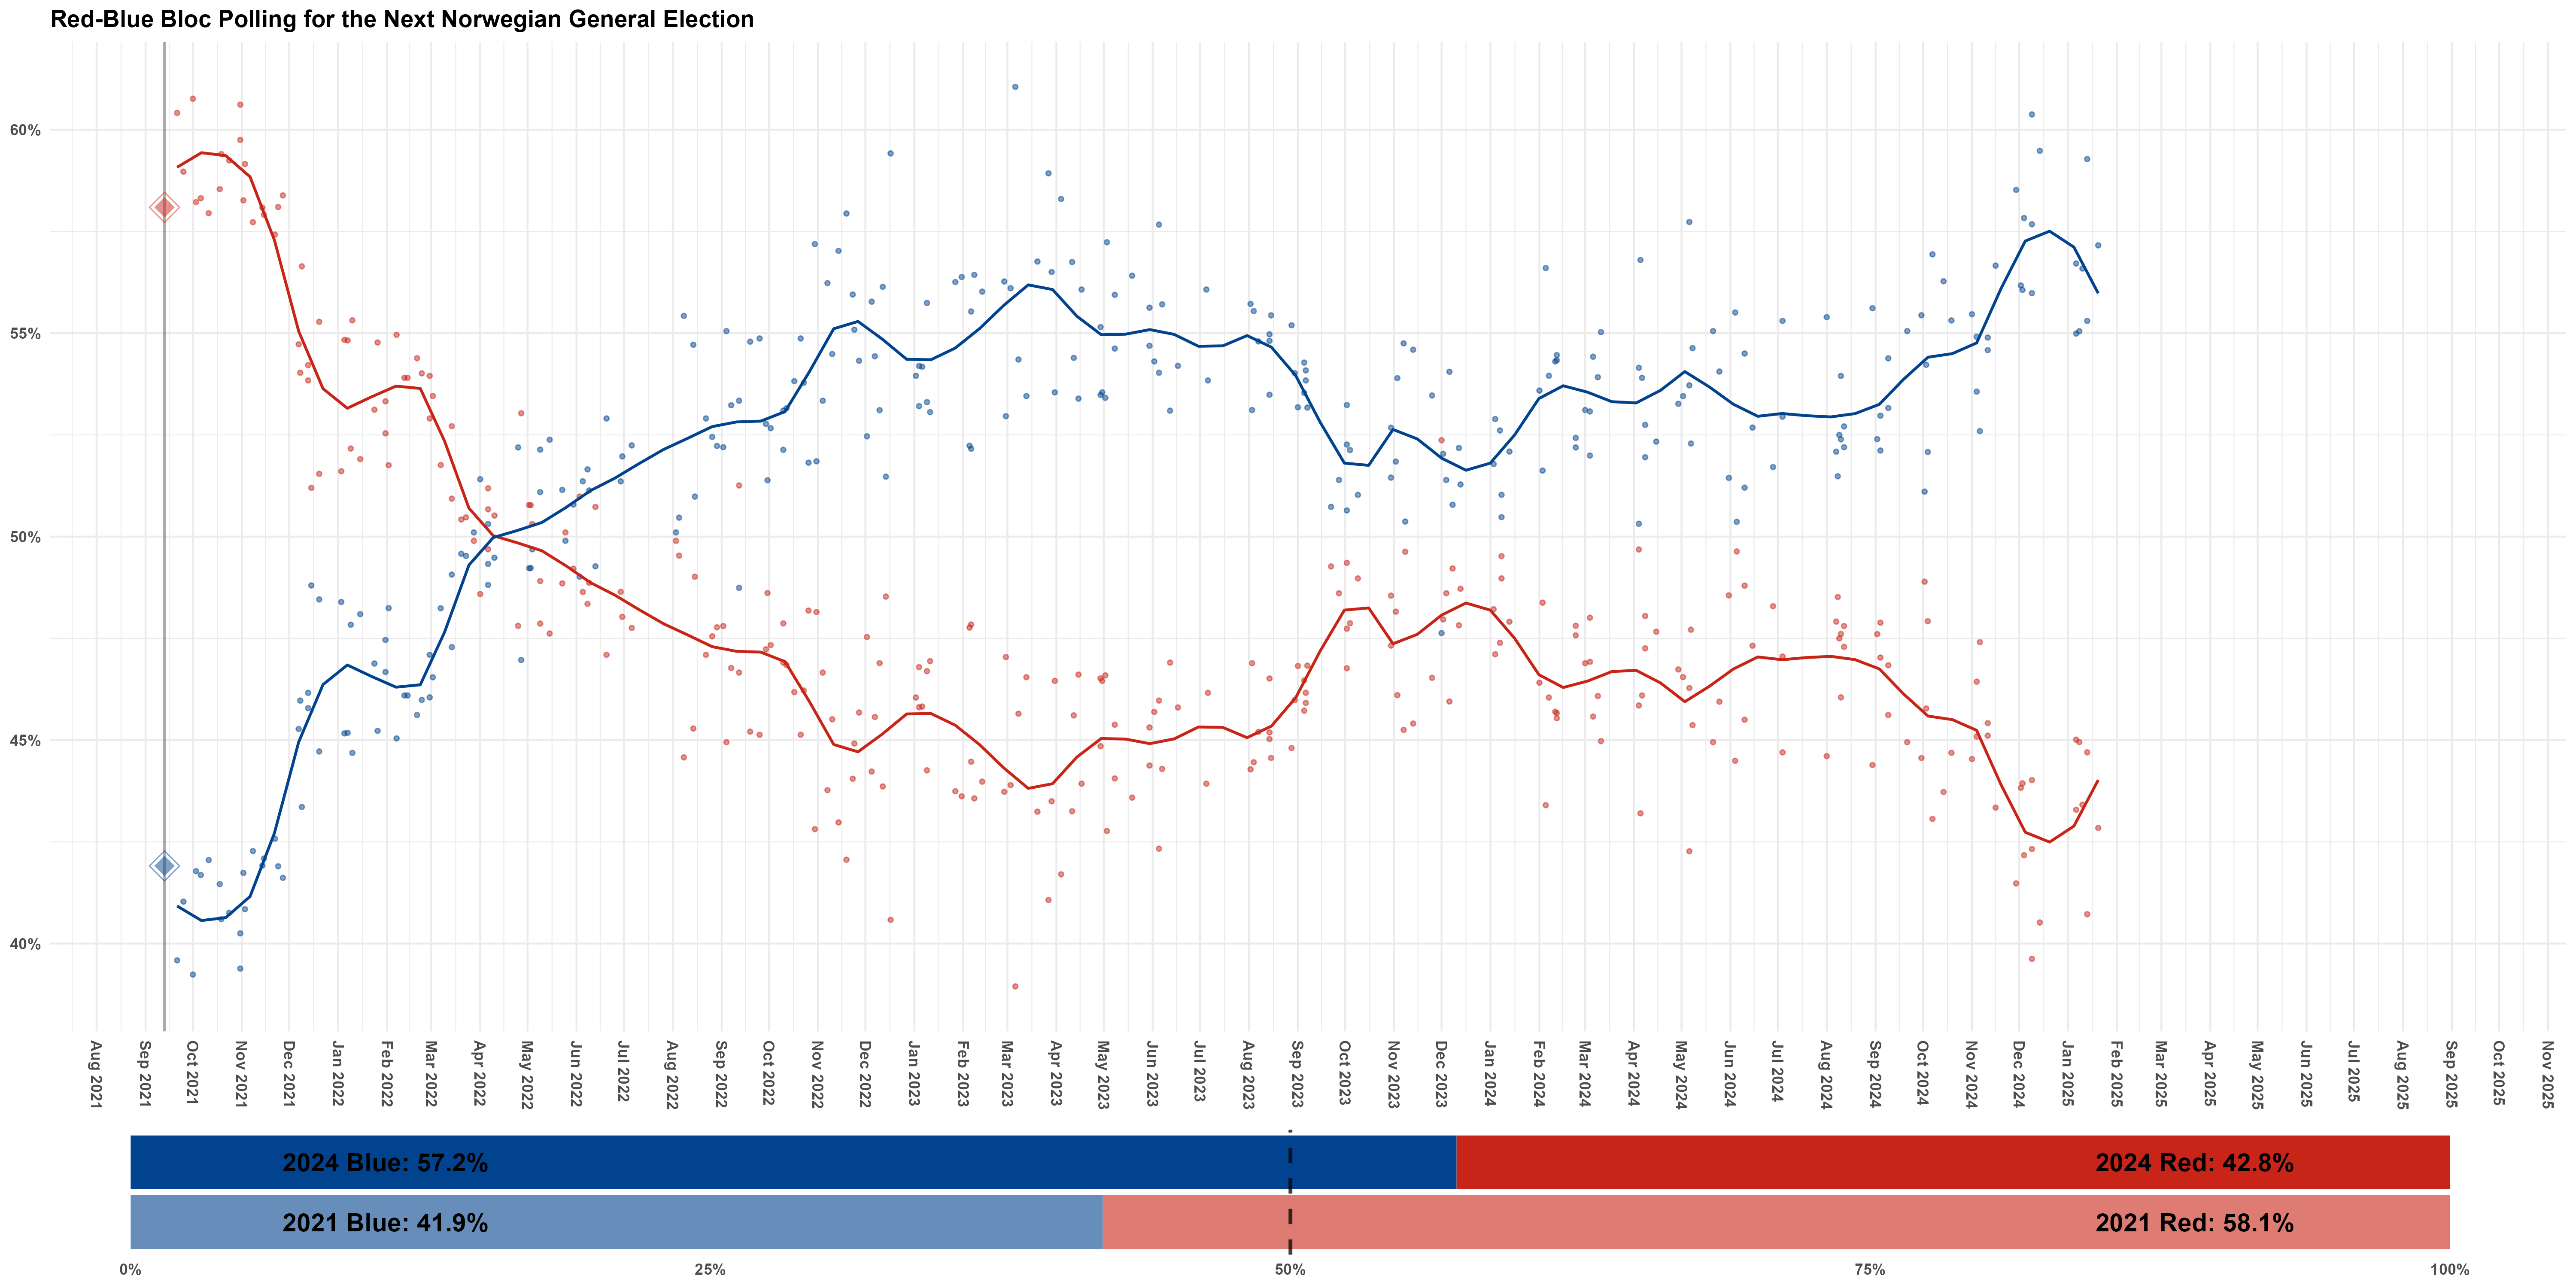 Red-Blue Bloc Polling for the Next Norwegian General Election
60%
55%
50%
45%
40%
Aug 2021
Sep 2021
Oct 2021
Nov 2021
Dec 2021
Jan 2022
Feb 2022
Mar 2022
Apr 2022
May 2022
Jun 2022
Jul 2022
Aug 2022
Sep 2022
Oct 2022
Nov 2022
Dec 2022
Jan 2023
Feb 2023
Mar 2023
Apr 2023
May 2023
Jun 2023
Jul 2023
Aug 2023
Sep 2023
Oct 2023
Nov 2023
Dec 2023
Jan 2024
Feb 2024
Mar 2024
Apr 2024
May 2024
Jun 2024
Jul 2024
Aug 2024
Sep 2024
Oct 2024
Nov 2024
Dec 2024
Jan 2025
Feb 2025
Mar 2025
Apr 2025
May 2025
Jun 2025
Jul 2025
Aug 2025
Sep 2025
Oct 2025
Nov 2025
2024 Blue: 57.2%
2024 Red: 42.8%
2021 Blue: 41.9%
2021 Red: 58.1%
0%
25%
50%
75%
100%